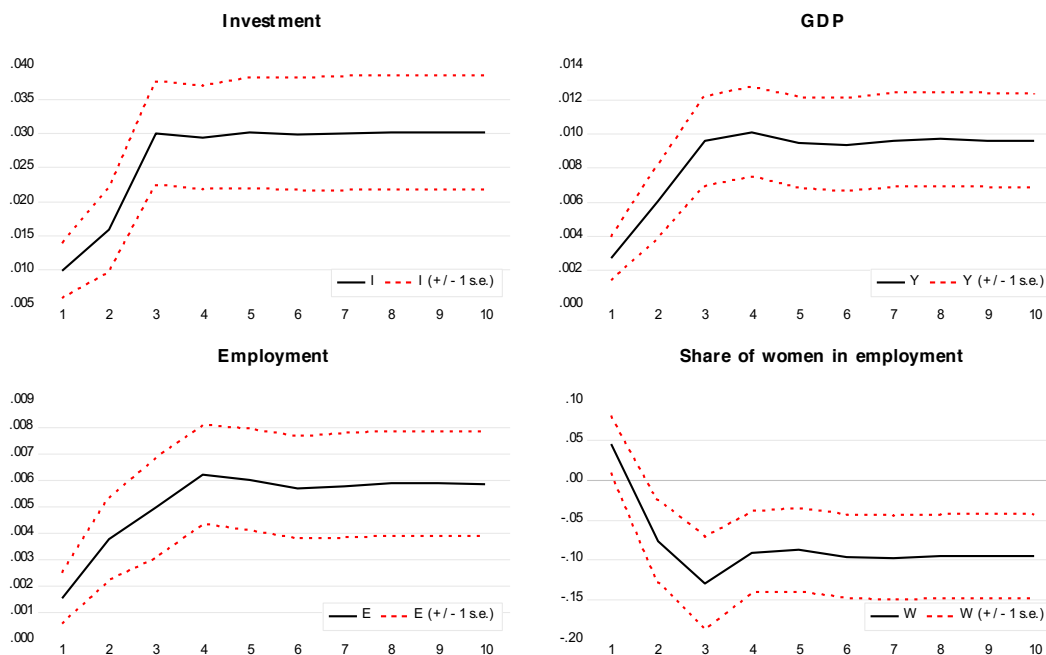 Investment
.040
.035
.030
.025
.020
.015
.010
.005
I I (+/- 1 s.e.)
1 2 3 4 5 6 7 8 9 10
GDP
.014
.012
.010
.008
.006
.004
.002
.000
Y Y (+/- 1 s.e.)
1 2 3 4 5 6 7 8 9 10
Employment
.009
.008
.007
.006
.005
.004
.003
.002
.001
.000
E E (+/- 1 s.e.)
1 2 3 4 5 6 7 8 9 10
Share of women in employment
.10
.05
.00
-.05
-.10
-.15
-.20
W W (+/- 1 s.e.)
1 2 3 4 5 6 7 8 9 10